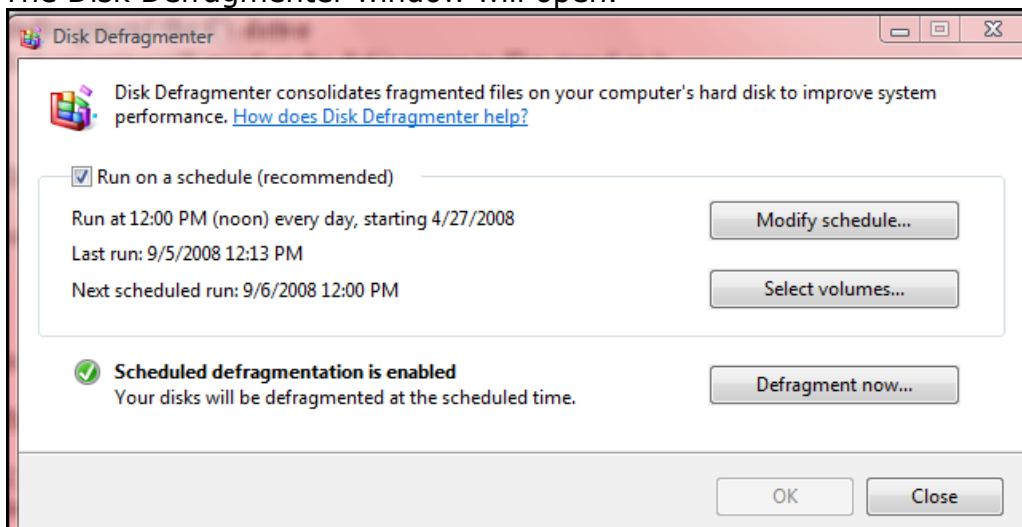 The Disk Defragmenter window will open.
Disk Defragmenter
Disk Defragmenter consolidates fragmented files on your computer's hard disk to improve system
performance. How does Disk Defragmenter help?
Run on a schedule (recommended)
Run at 12:00 PM (noon) every day, starting 4/27/2008
Modify schedule...
Last run: 9/5/2008 12:13 PM
Next scheduled run: 9/6/2008 12:00 PM
Select volumes...
Scheduled defragmentation is enabled
Your disks will be defragmented at the scheduled time.
Defragment now...
OK
Close